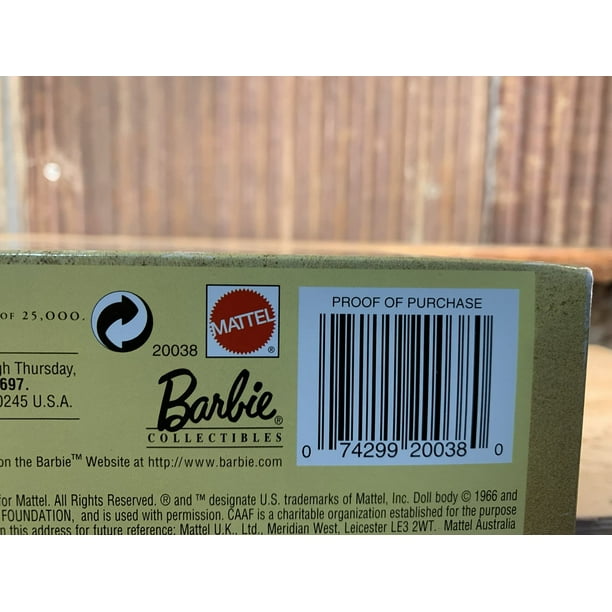 PROOF OF PURCHASE
OF 25,000.
20038
MATTEL
®
gh Thursday,
697.
0245 U.S.A.
Barbie®
COLLECTIBLES
0 74299 20038 0
on the Barbie™ Website at http://www.barbie.com
for Mattel. All Rights Reserved. ® and ™ designate U.S. trademarks of Mattel, Inc. Doll body © 1966 and
FOUNDATION, and is used with permission. CAAF is a charitable organization established for the purpose
n this address for future reference: Mattel U.K., Ltd., Meridian West, Leicester LE3 2WT. Mattel Australia